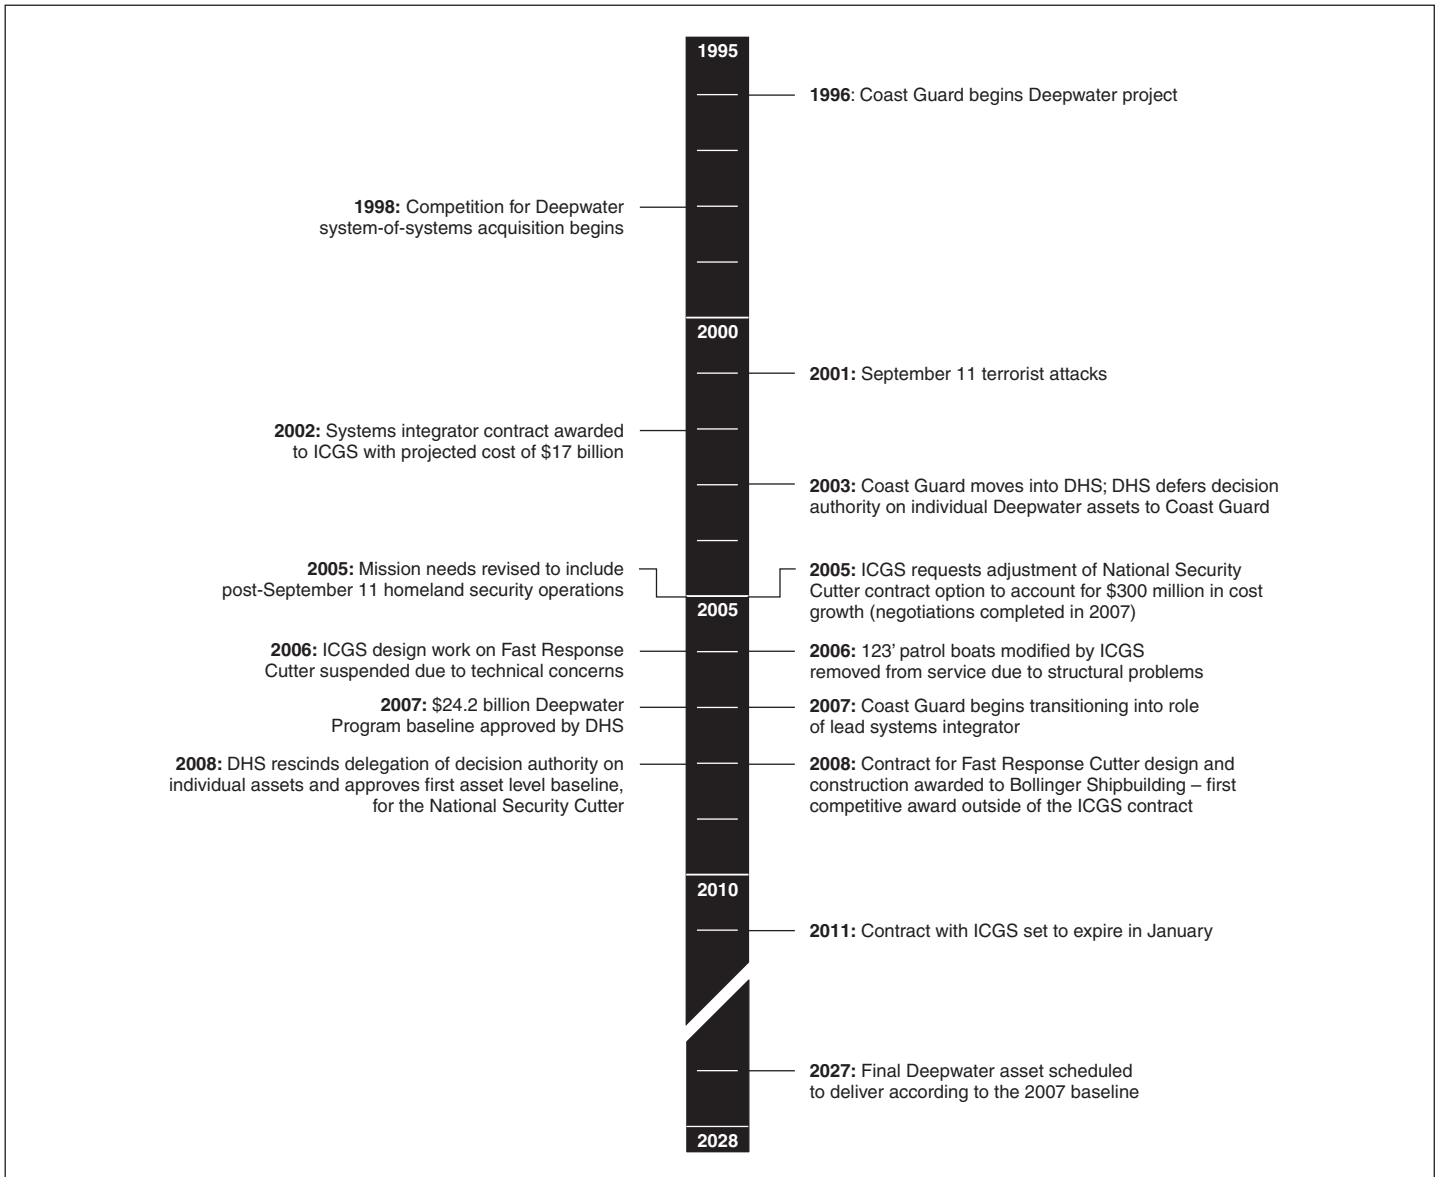 1995
1996: Coast Guard begins Deepwater project
1998: Competition for Deepwater
system-of-systems acquisition begins
2000
2001: September 11 terrorist attacks
2002: Systems integrator contract awarded
to ICGS with projected cost of $17 billion
2003: Coast Guard moves into DHS; DHS defers decision
authority on individual Deepwater assets to Coast Guard
2005: Mission needs revised to include
post-September 11 homeland security operations
2005: ICGS requests adjustment of National Security
Cutter contract option to account for $300 million in cost
growth (negotiations completed in 2007)
2005
2006: ICGS design work on Fast Response
Cutter suspended due to technical concerns
2006: 123’ patrol boats modified by ICGS
removed from service due to structural problems
2007: $24.2 billion Deepwater
Program baseline approved by DHS
2007: Coast Guard begins transitioning into role
of lead systems integrator
2008: DHS rescinds delegation of decision authority on
individual assets and approves first asset level baseline,
for the National Security Cutter
2008: Contract for Fast Response Cutter design and
construction awarded to Bollinger Shipbuilding – first
competitive award outside of the ICGS contract
2010
2011: Contract with ICGS set to expire in January
2027: Final Deepwater asset scheduled
to deliver according to the 2007 baseline
2028